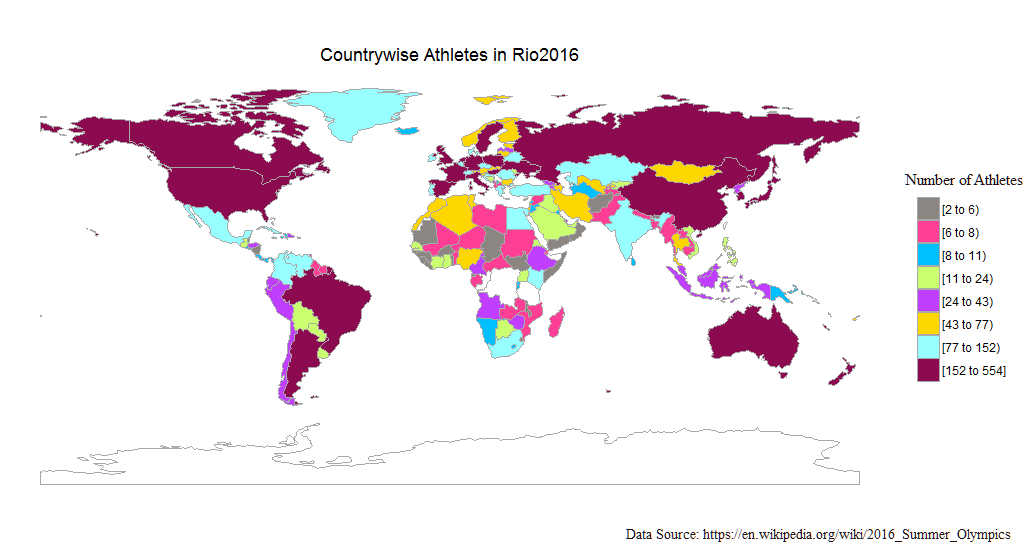 Countrywise Athletes in Rio2016
Number of Athletes
[2 to 6)
[6 to 8)
[8 to 11)
[11 to 24)
[24 to 43)
[43 to 77)
[77 to 152)
[152 to 554]
Data Source: https://en.wikipedia.org/wiki/2016_Summer_Olympics